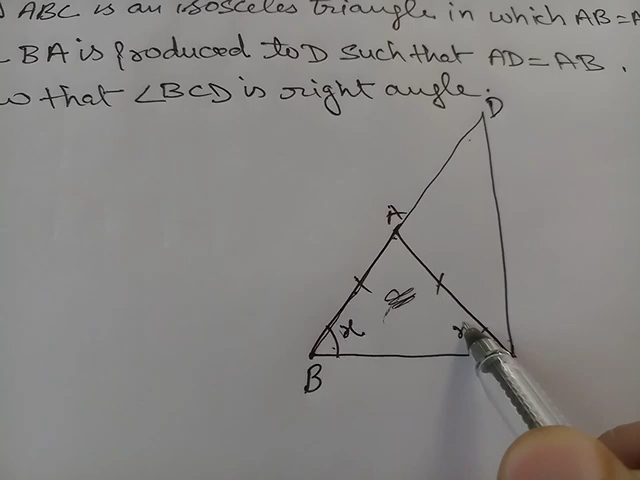 ABC is an isosceles triangle in which AB=A
BA is produced to D such that AD=AB.
that ∠BCD is right angle.
D
A
x
x
B